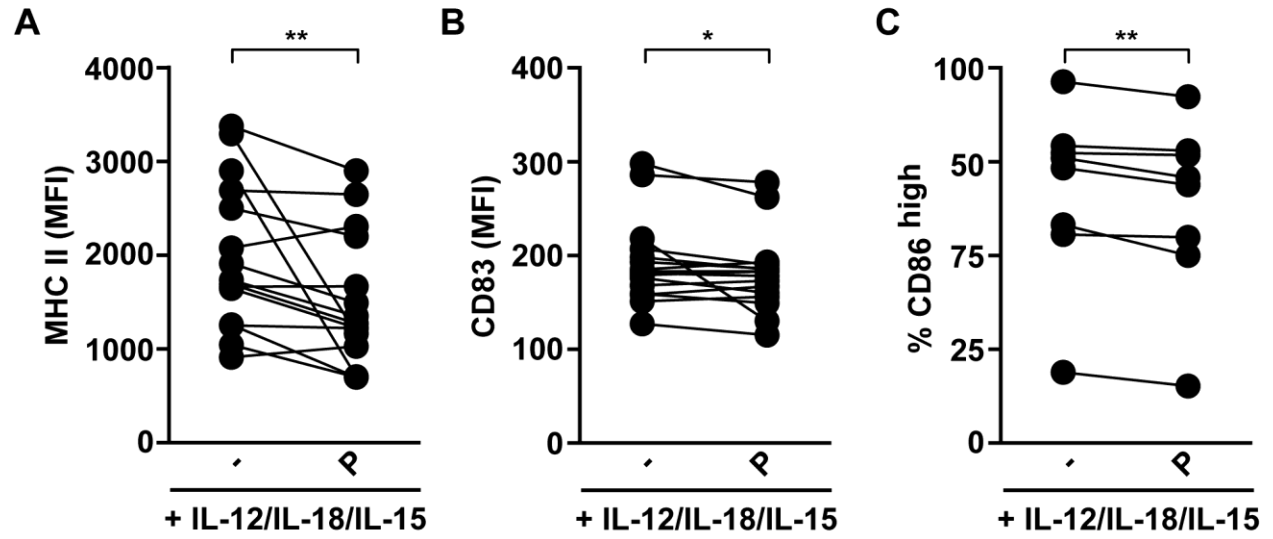 A
**
4000
3000
2000
1000
0
MHC II (MFI)
-
P
+ IL-12/IL-18/IL-15
B
*
400
300
200
100
0
CD83 (MFI)
-
P
+ IL-12/IL-18/IL-15
C
**
100
50
75
25
0
% CD86 high
-
P
+ IL-12/IL-18/IL-15